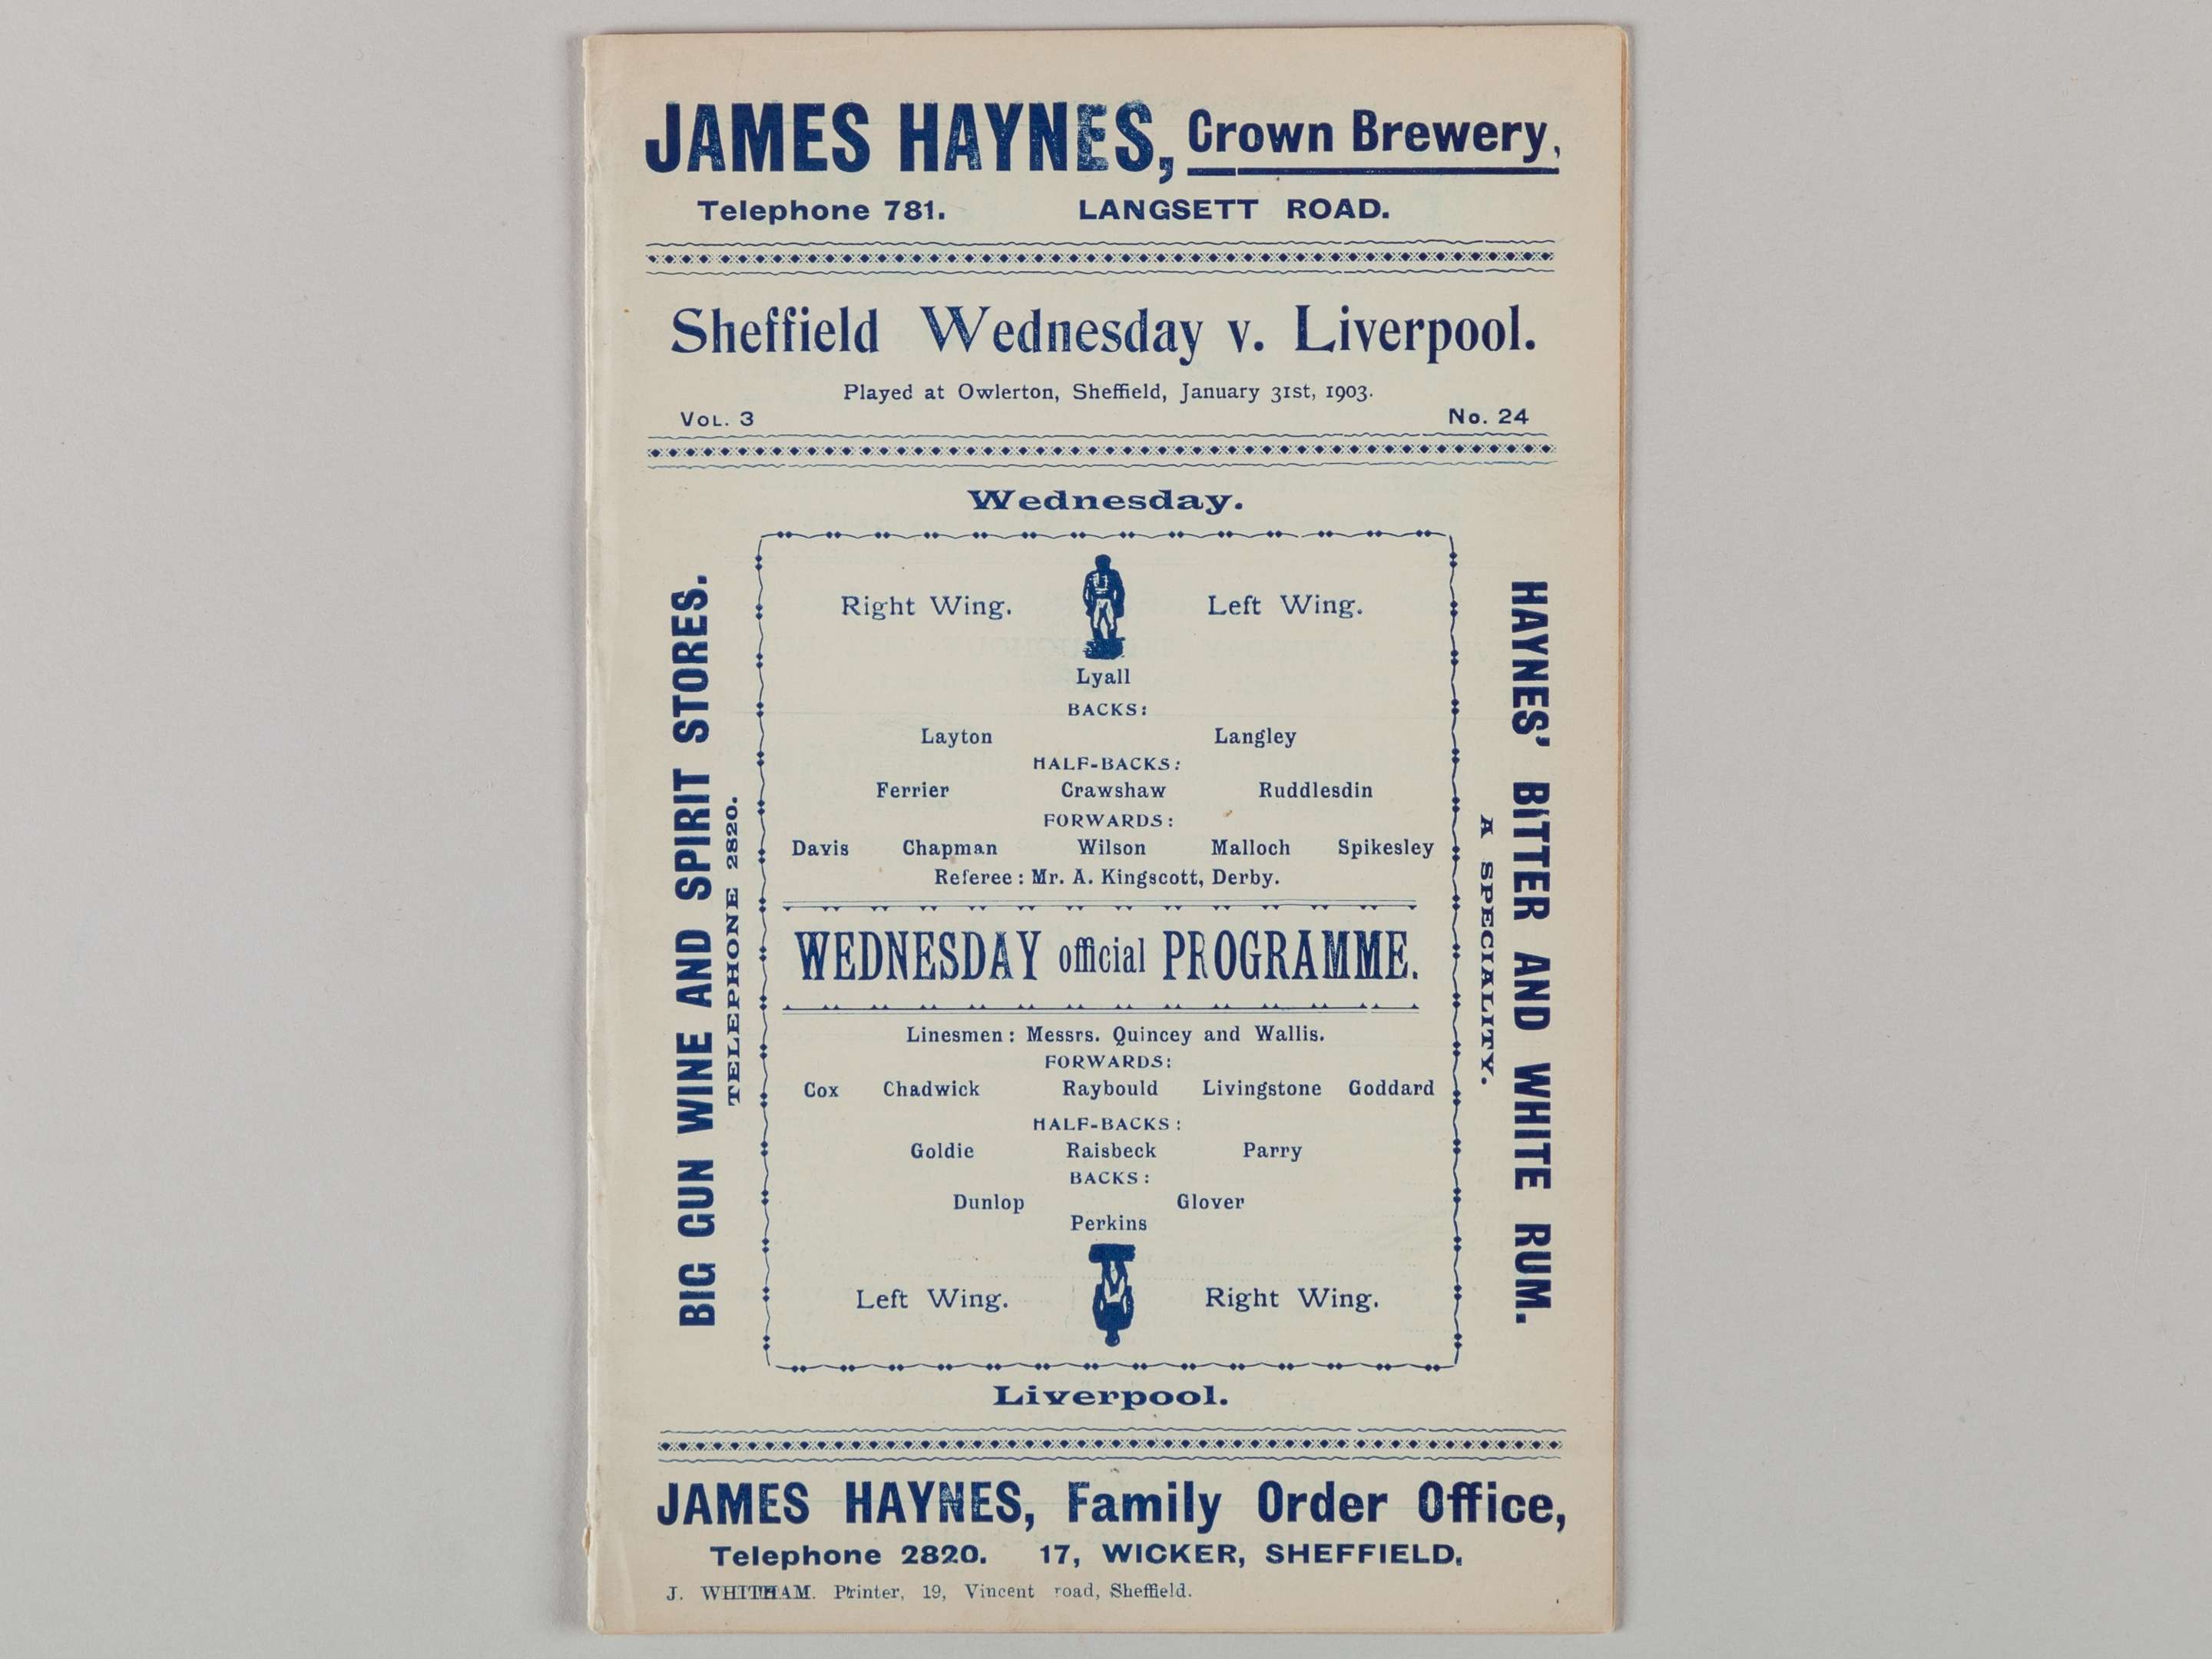 JAMES HAYNES, Crown Brewery,
Telephone 781. LANGSETT ROAD.
Sheffield Wednesday v. Liverpool.
Played at Owlerton, Sheffield, January 31st, 1903.
VOL. 3 No. 24
Wednesday.
Right Wing. Left Wing.
Lyall
BACKS:
Layton Langley
HALF-BACKS:
Ferrier Crawshaw Ruddlesdin
FORWARDS:
Davis Chapman Wilson Malloch Spikesley
Referee: Mr. A. Kingscott, Derby.
WEDNESDAY official PROGRAMME.
Linesmen: Messrs. Quincey and Wallis.
FORWARDS:
Cox Chadwick Raybould Livingstone Goddard
HALF-BACKS:
Goldie Raisbeck Parry
BACKS:
Dunlop Glover
Perkins
Left Wing. Right Wing.
Liverpool.
BIG GUN WINE AND SPIRIT STORES.
TELEPHONE 2820.
HAYNES' BITTER AND WHITE RUM.
A SPECIALITY.
JAMES HAYNES, Family Order Office,
Telephone 2820. 17, WICKER, SHEFFIELD.
J. WHITHAM. Printer, 19, Vincent road, Sheffield.